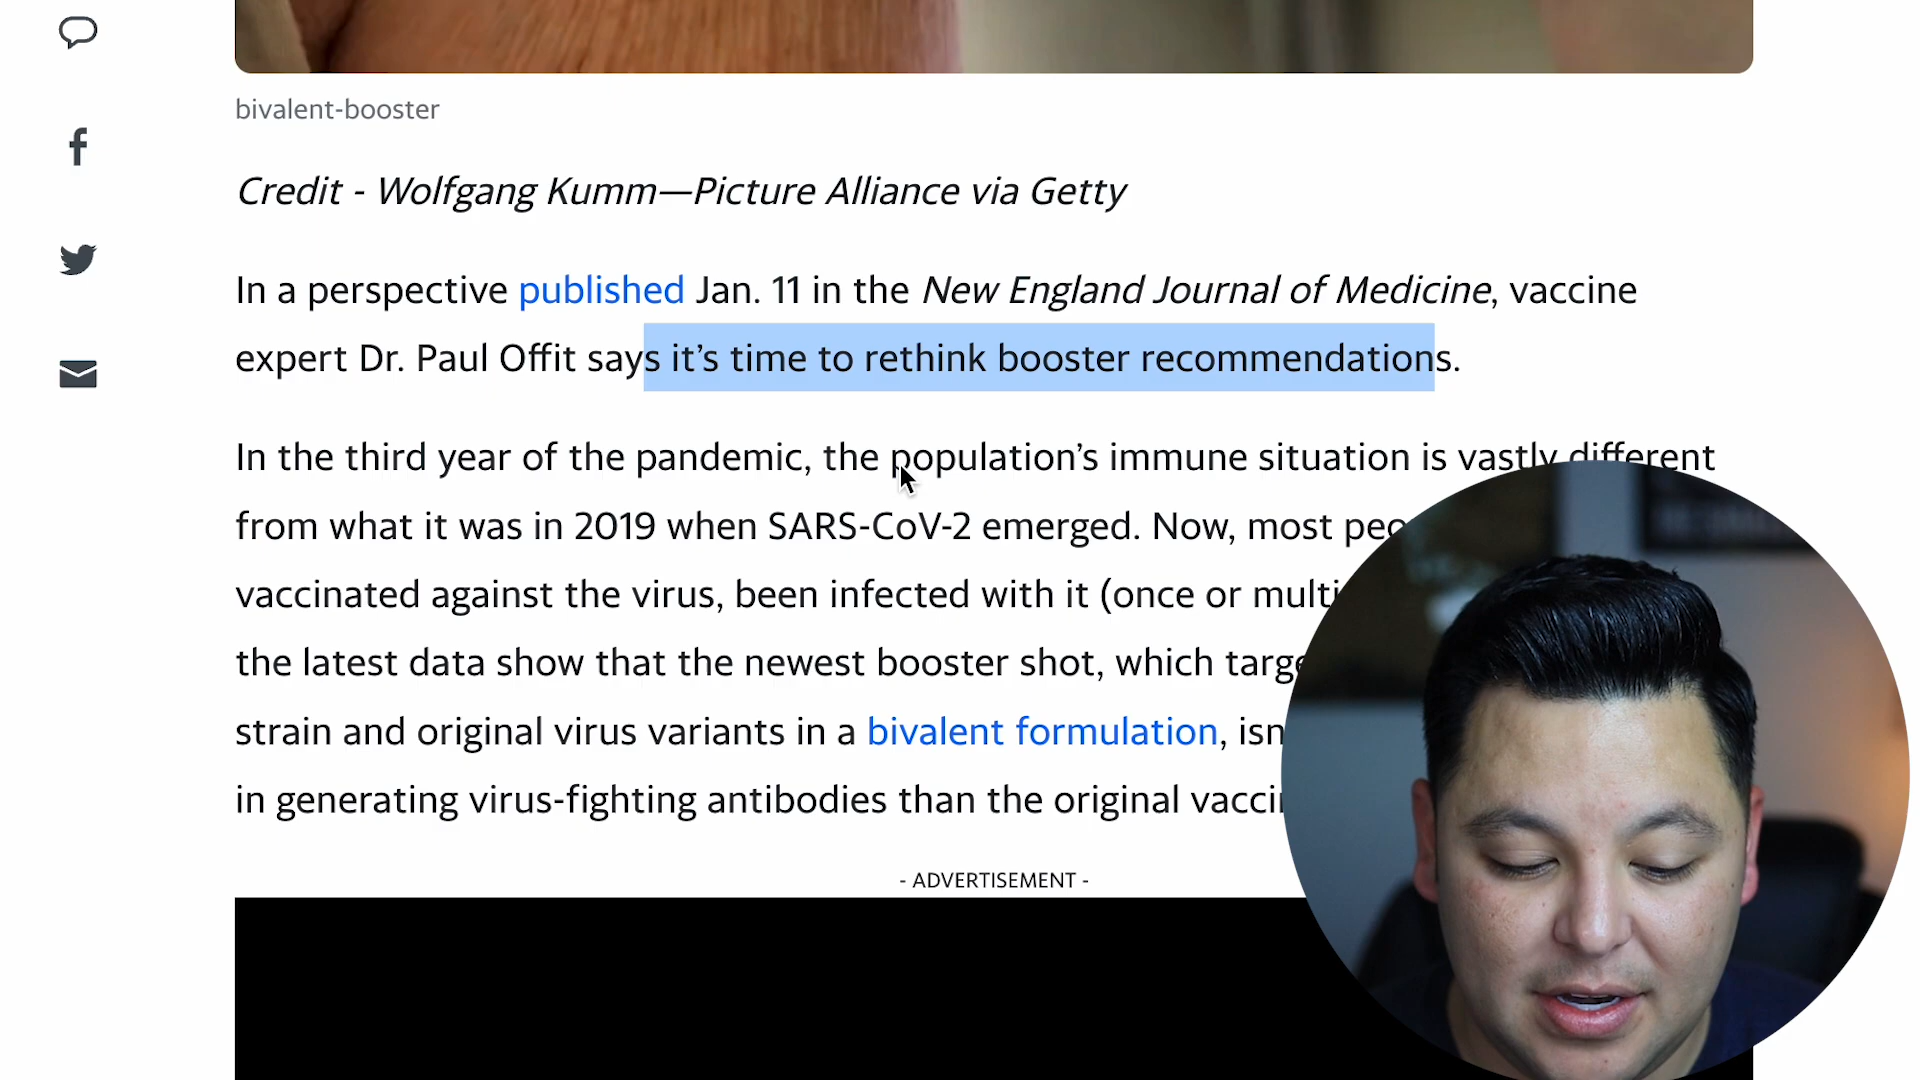 bivalent-booster
Credit - Wolfgang Kumm—Picture Alliance via Getty
In a perspective published Jan. 11 in the New England Journal of Medicine, vaccine
expert Dr. Paul Offit says it’s time to rethink booster recommendations.
In the third year of the pandemic, the population’s immune situation is vastly different
from what it was in 2019 when SARS-CoV-2 emerged. Now, most
vaccinated against the virus, been infected with it (once or
the latest data show that the newest booster shot, which
strain and original virus variants in a bivalent formulation,
in generating virus-fighting antibodies than the original
- ADVERTISEMENT -